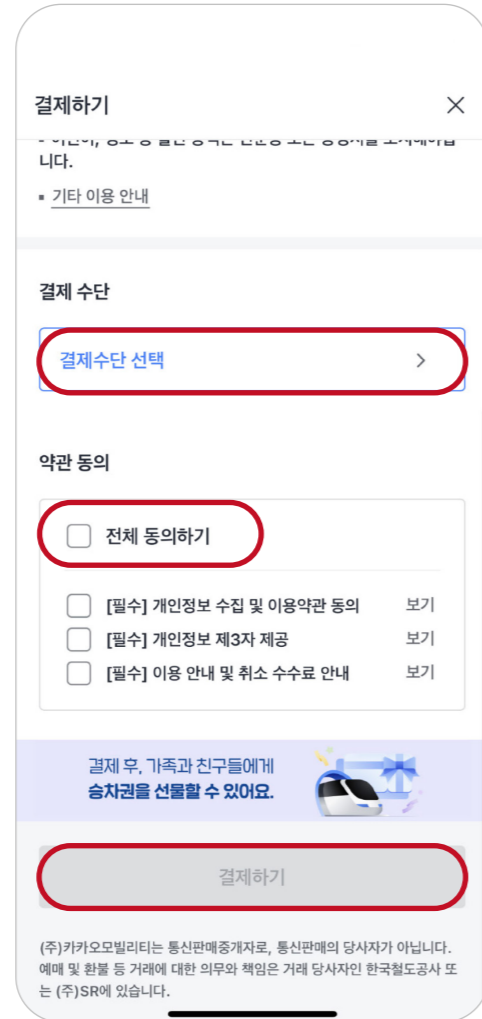 결제하기
니다.
▪ 기타 이용 안내
결제 수단
결제수단 선택
약관 동의
전체 동의하기
[필수] 개인정보 수집 및 이용약관 동의 보기
[필수] 개인정보 제3자 제공 보기
[필수] 이용 안내 및 취소 수수료 안내 보기
결제 후, 가족과 친구들에게
승차권을 선물할 수 있어요.
결제하기
(주)카카오모빌리티는 통신판매중개자로, 통신판매의 당사자가 아닙니다.
예매 및 환불 등 거래에 대한 의무와 책임은 거래 당사자인 한국철도공사 또
는 (주)SR에 있습니다.